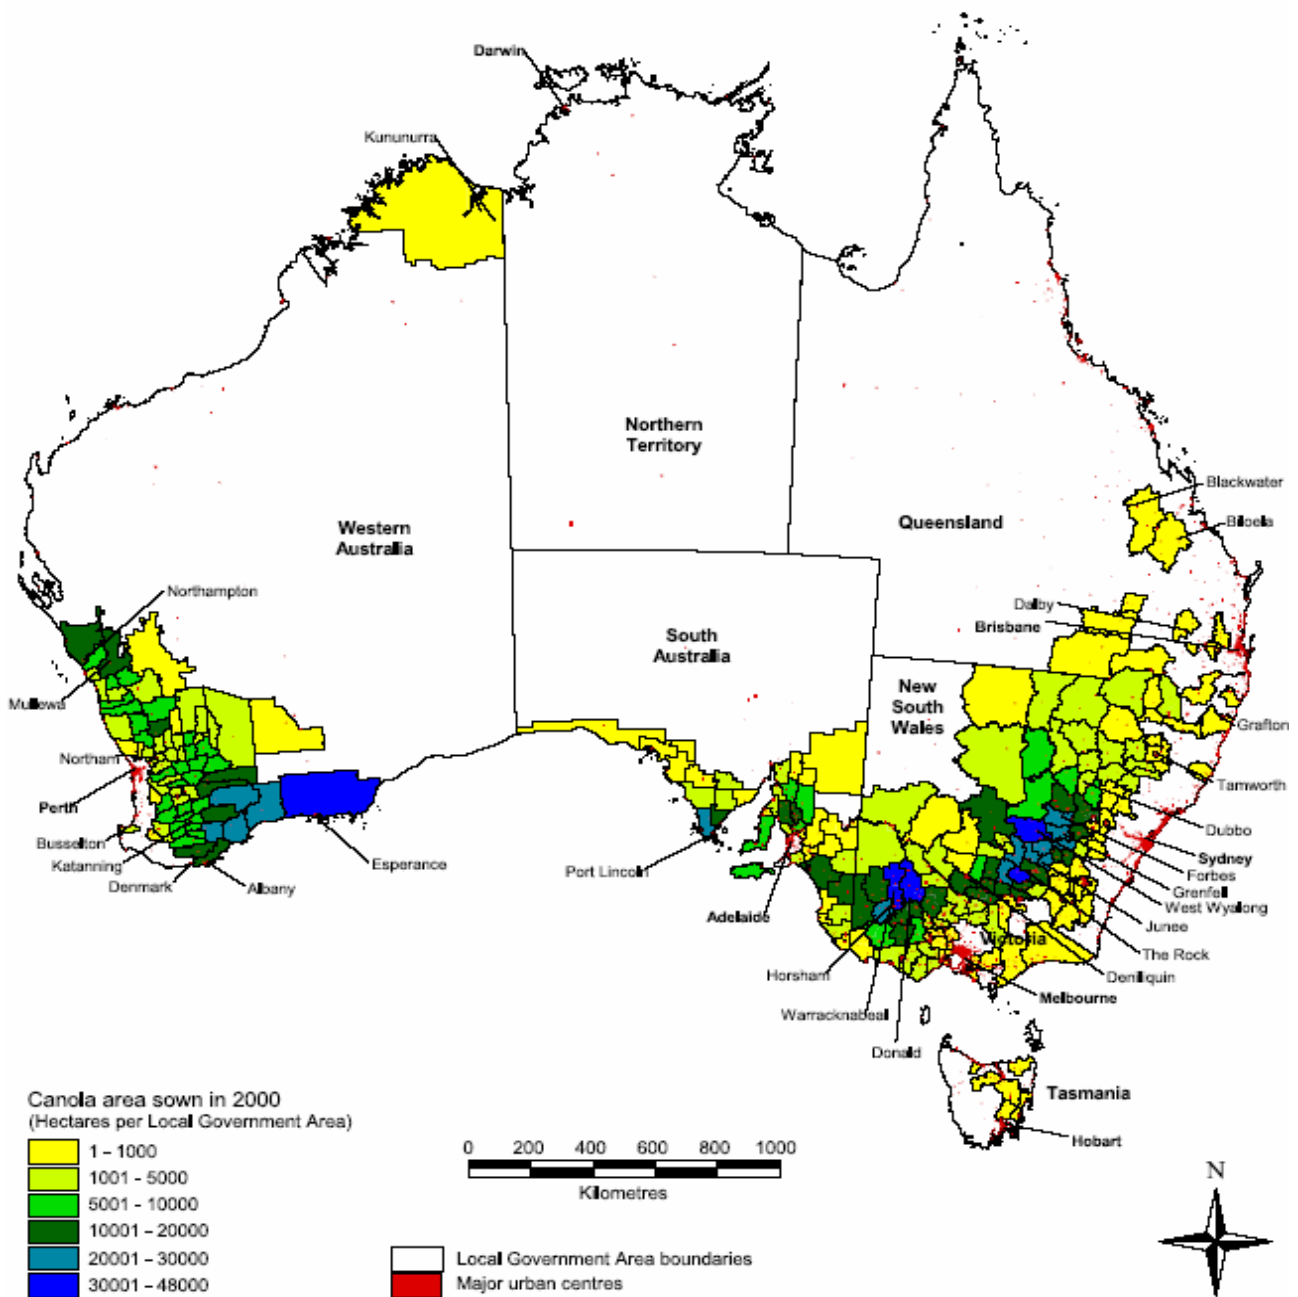 Darwin
Kununurra
Northern
Territory
Blackwater
Queensland
Biloela
Western
Australia
Northampton
Dalby
Brisbane
South
Australia
New
South
Wales
Mullewa
Grafton
Northam
Tamworth
Perth
Dubbo
Busselton
Sydney
Katanning
Esperance
Port Lincoln
Forbes
Denmark
Albany
Grenfell
West Wyalong
Adelaide
Junee
Victoria
The Rock
Horsham
Deniliquin
Melbourne
Warracknabeal
Donald
Tasmania
Hobart
Canola area sown in 2000
(Hectares per Local Government Area)
1 – 1000
1001 – 5000
5001 – 10000
10001 – 20000
20001 – 30000
30001 – 48000
0 200 400 600 800 1000
Kilometres
N
Local Government Area boundaries
Major urban centres